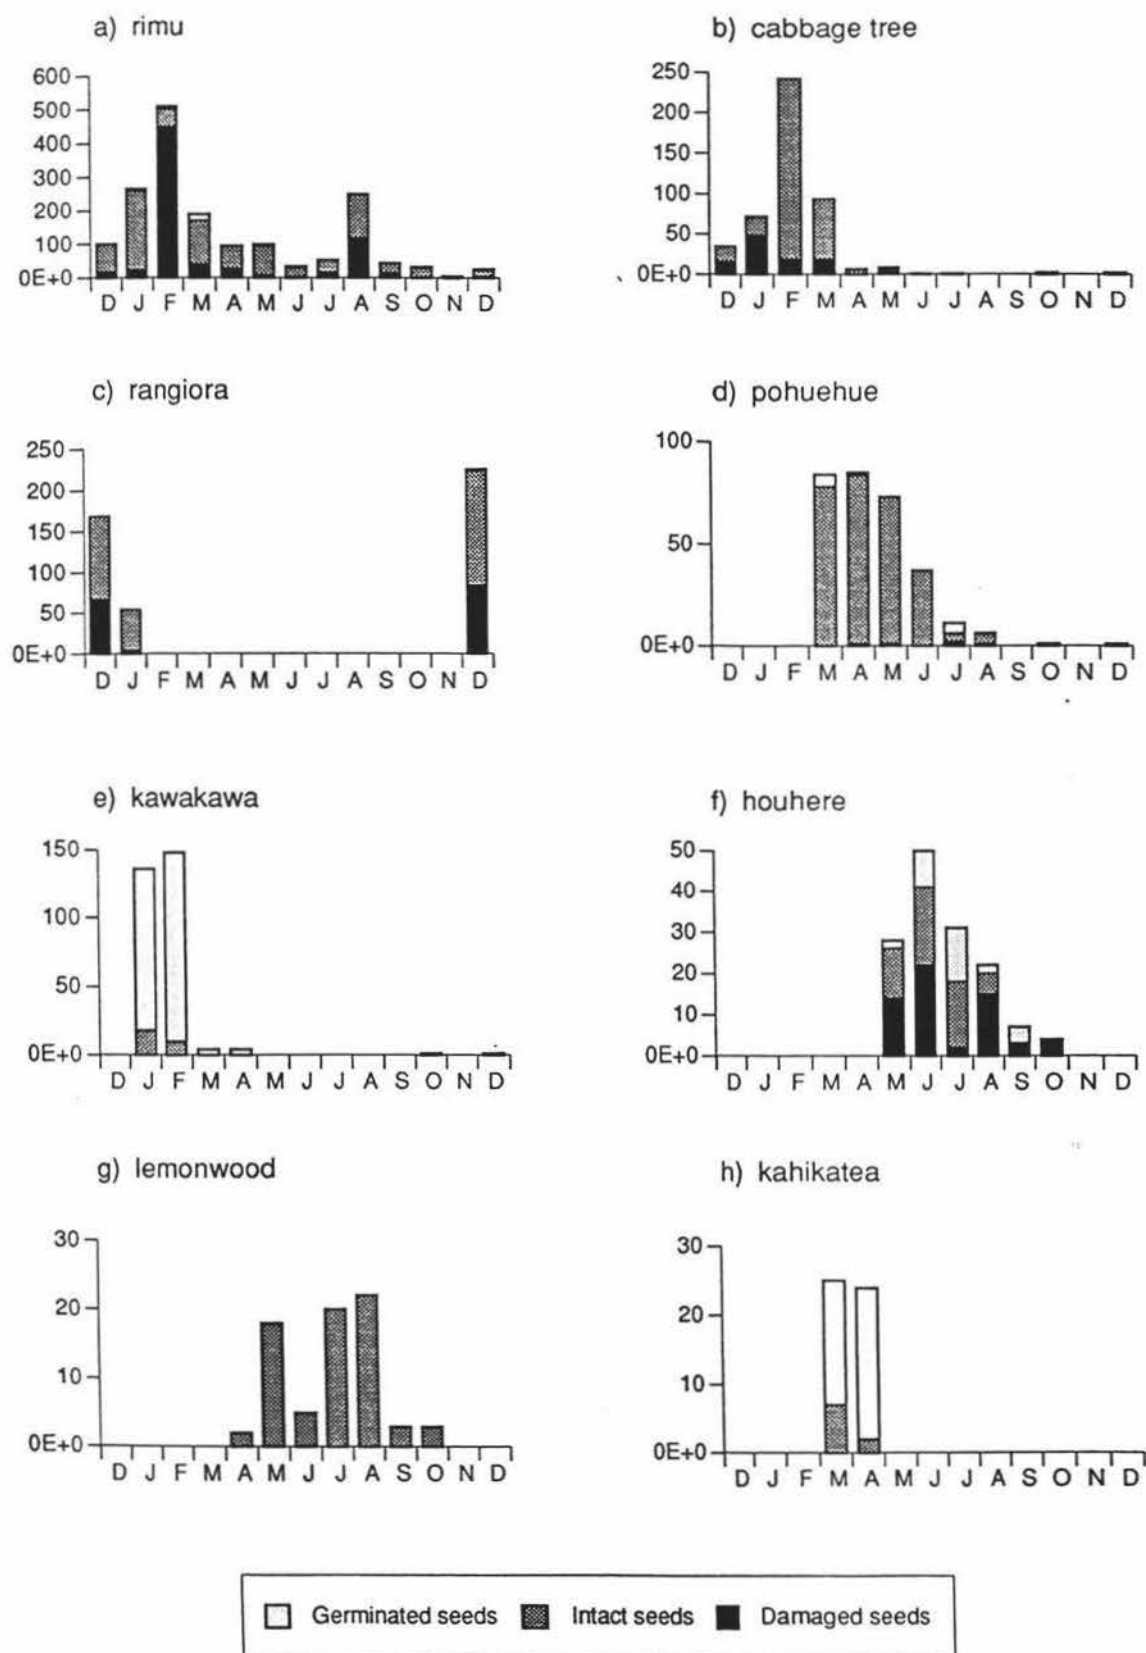 a) rimu
600
500
400
300
200
100
0E+0
D J F M A M J J A S O N D
b) cabbage tree
250
200
150
100
50
0E+0
D J F M A M J J A S O N D
c) rangiora
250
200
150
100
50
0E+0
D J F M A M J J A S O N D
d) pohuehue
100
50
0E+0
D J F M A M J J A S O N D
e) kawakawa
150
100
50
0E+0
D J F M A M J J A S O N D
f) houhere
50
40
30
20
10
0E+0
D J F M A M J J A S O N D
g) lemonwood
30
20
10
0E+0
D J F M A M J J A S O N D
h) kahikatea
30
20
10
0E+0
D J F M A M J J A S O N D
Germinated seeds Intact seeds Damaged seeds